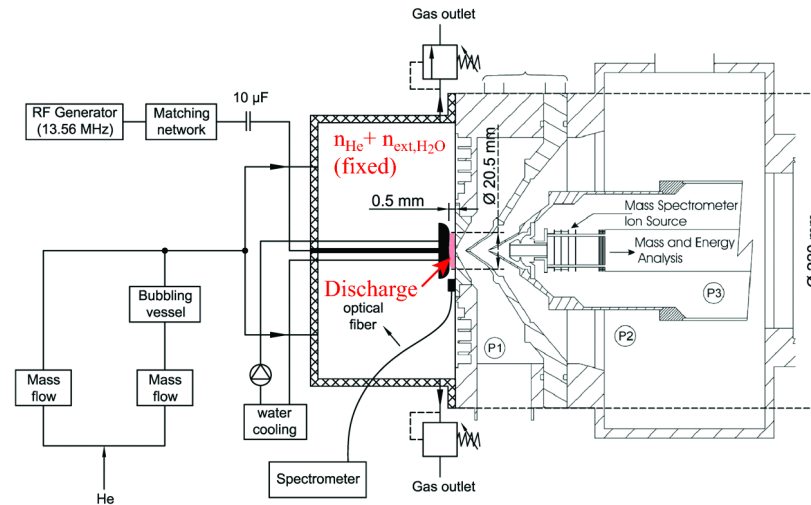 Gas outlet
10 µF
RF Generator
(13.56 MHz)
Matching
network
n_He + n_ext,H₂O
(fixed)
Ø 20.5 mm
0.5 mm
Mass Spectrometer
Ion Source
Mass and Energy
Analysis
Discharge
optical
fiber
Bubbling
vessel
P3
P2
P1
Mass
flow
Mass
flow
water
cooling
Spectrometer
Gas outlet
He